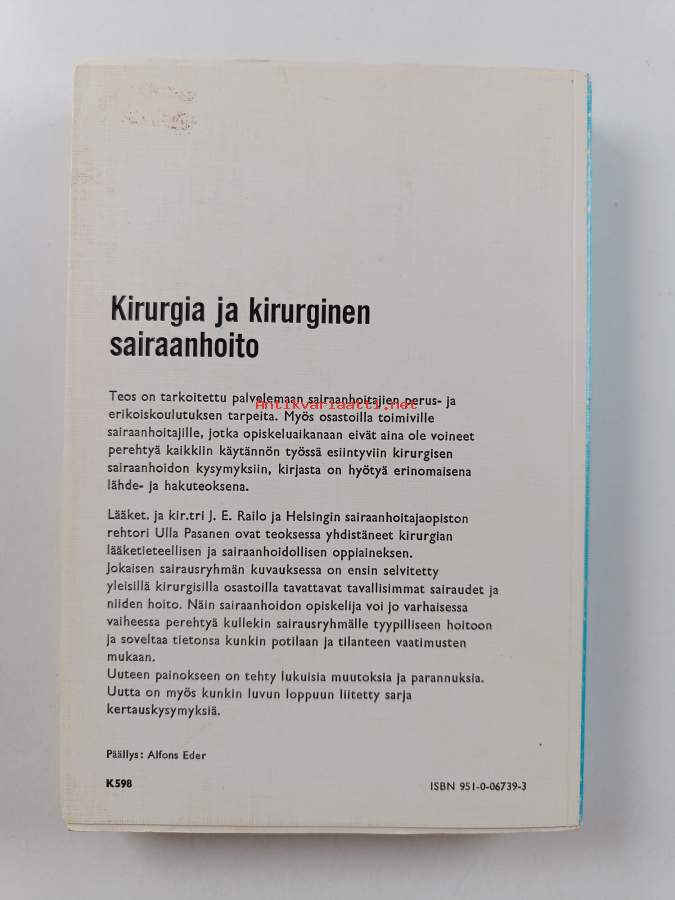 Kirurgia ja kirurginen
sairaanhoito
Teos on tarkoitettu palvelemaan sairaanhoitajien perus- ja
Antikvariaatti.net
erikoiskoulutuksen tarpeita. Myös osastoilla toimiville
sairaanhoitajille, jotka opiskeluaikanaan eivät aina ole voineet
perehtyä kaikkiin käytännön työssä esiintyviin kirurgisen
sairaanhoidon kysymyksiin, kirjasta on hyötyä erinomaisena
lähde- ja hakuteoksena.
Lääket. ja kir.tri J. E. Railo ja Helsingin sairaanhoitajaopiston
rehtori Ulla Pasanen ovat teoksessa yhdistäneet kirurgian
lääketieteellisen ja sairaanhoidollisen oppiaineksen.
Jokaisen sairausryhmän kuvauksessa on ensin selvitetty
yleisillä kirurgisilla osastoilla tavattavat tavallisimmat sairaudet ja
niiden hoito. Näin sairaanhoidon opiskelija voi jo varhaisessa
vaiheessa perehtyä kullekin sairausryhmälle tyypilliseen hoitoon
ja soveltaa tietonsa kunkin potilaan ja tilanteen vaatimusten
mukaan.
Uuteen painokseen on tehty lukuisia muutoksia ja parannuksia.
Uutta on myös kunkin luvun loppuun liitetty sarja
kertauskysymyksiä.
Päällys: Alfons Eder
K598
ISBN 951-0-06739-3